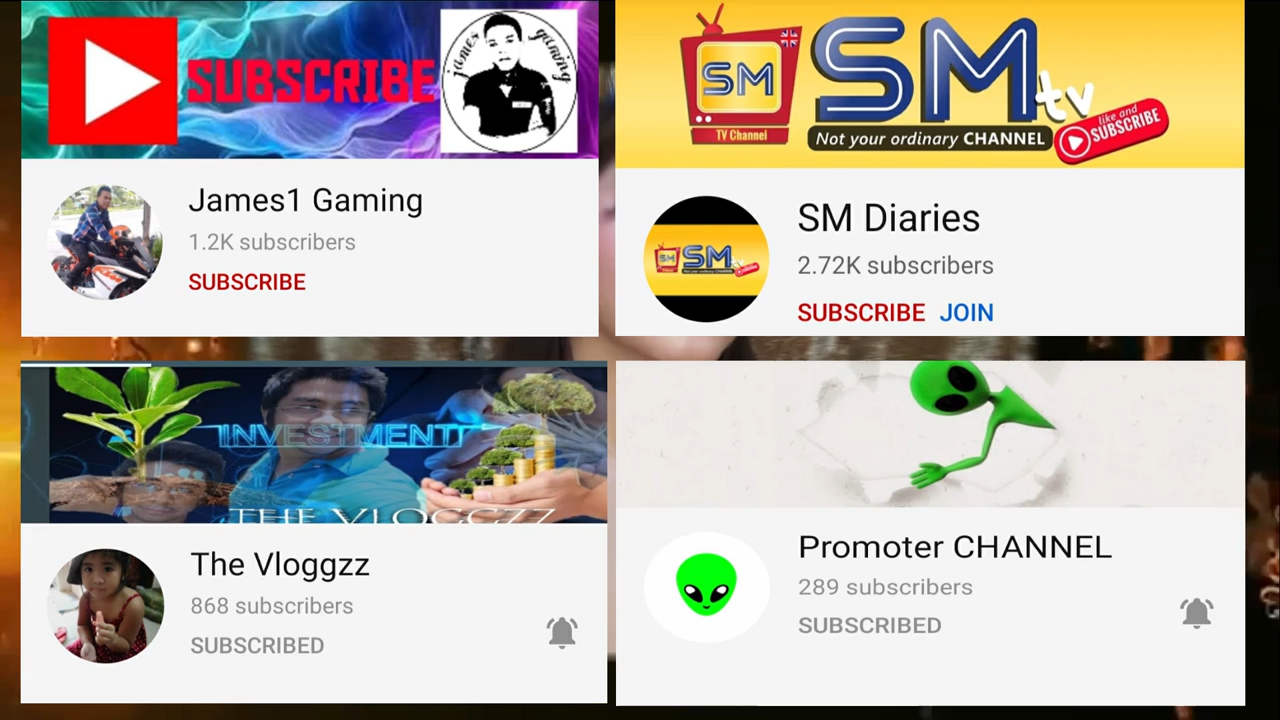 SUBSCRIBE
james gaming
James1 Gaming
1.2K subscribers
SUBSCRIBE
SM
TV Channel
SM tv
Not your ordinary CHANNEL
like and
SUBSCRIBE
SM
SM
SM Diaries
2.72K subscribers
SUBSCRIBE JOIN
INVESTMENT
THE VLOGGZZ
The Vloggzz
868 subscribers
SUBSCRIBED
Promoter CHANNEL
289 subscribers
SUBSCRIBED